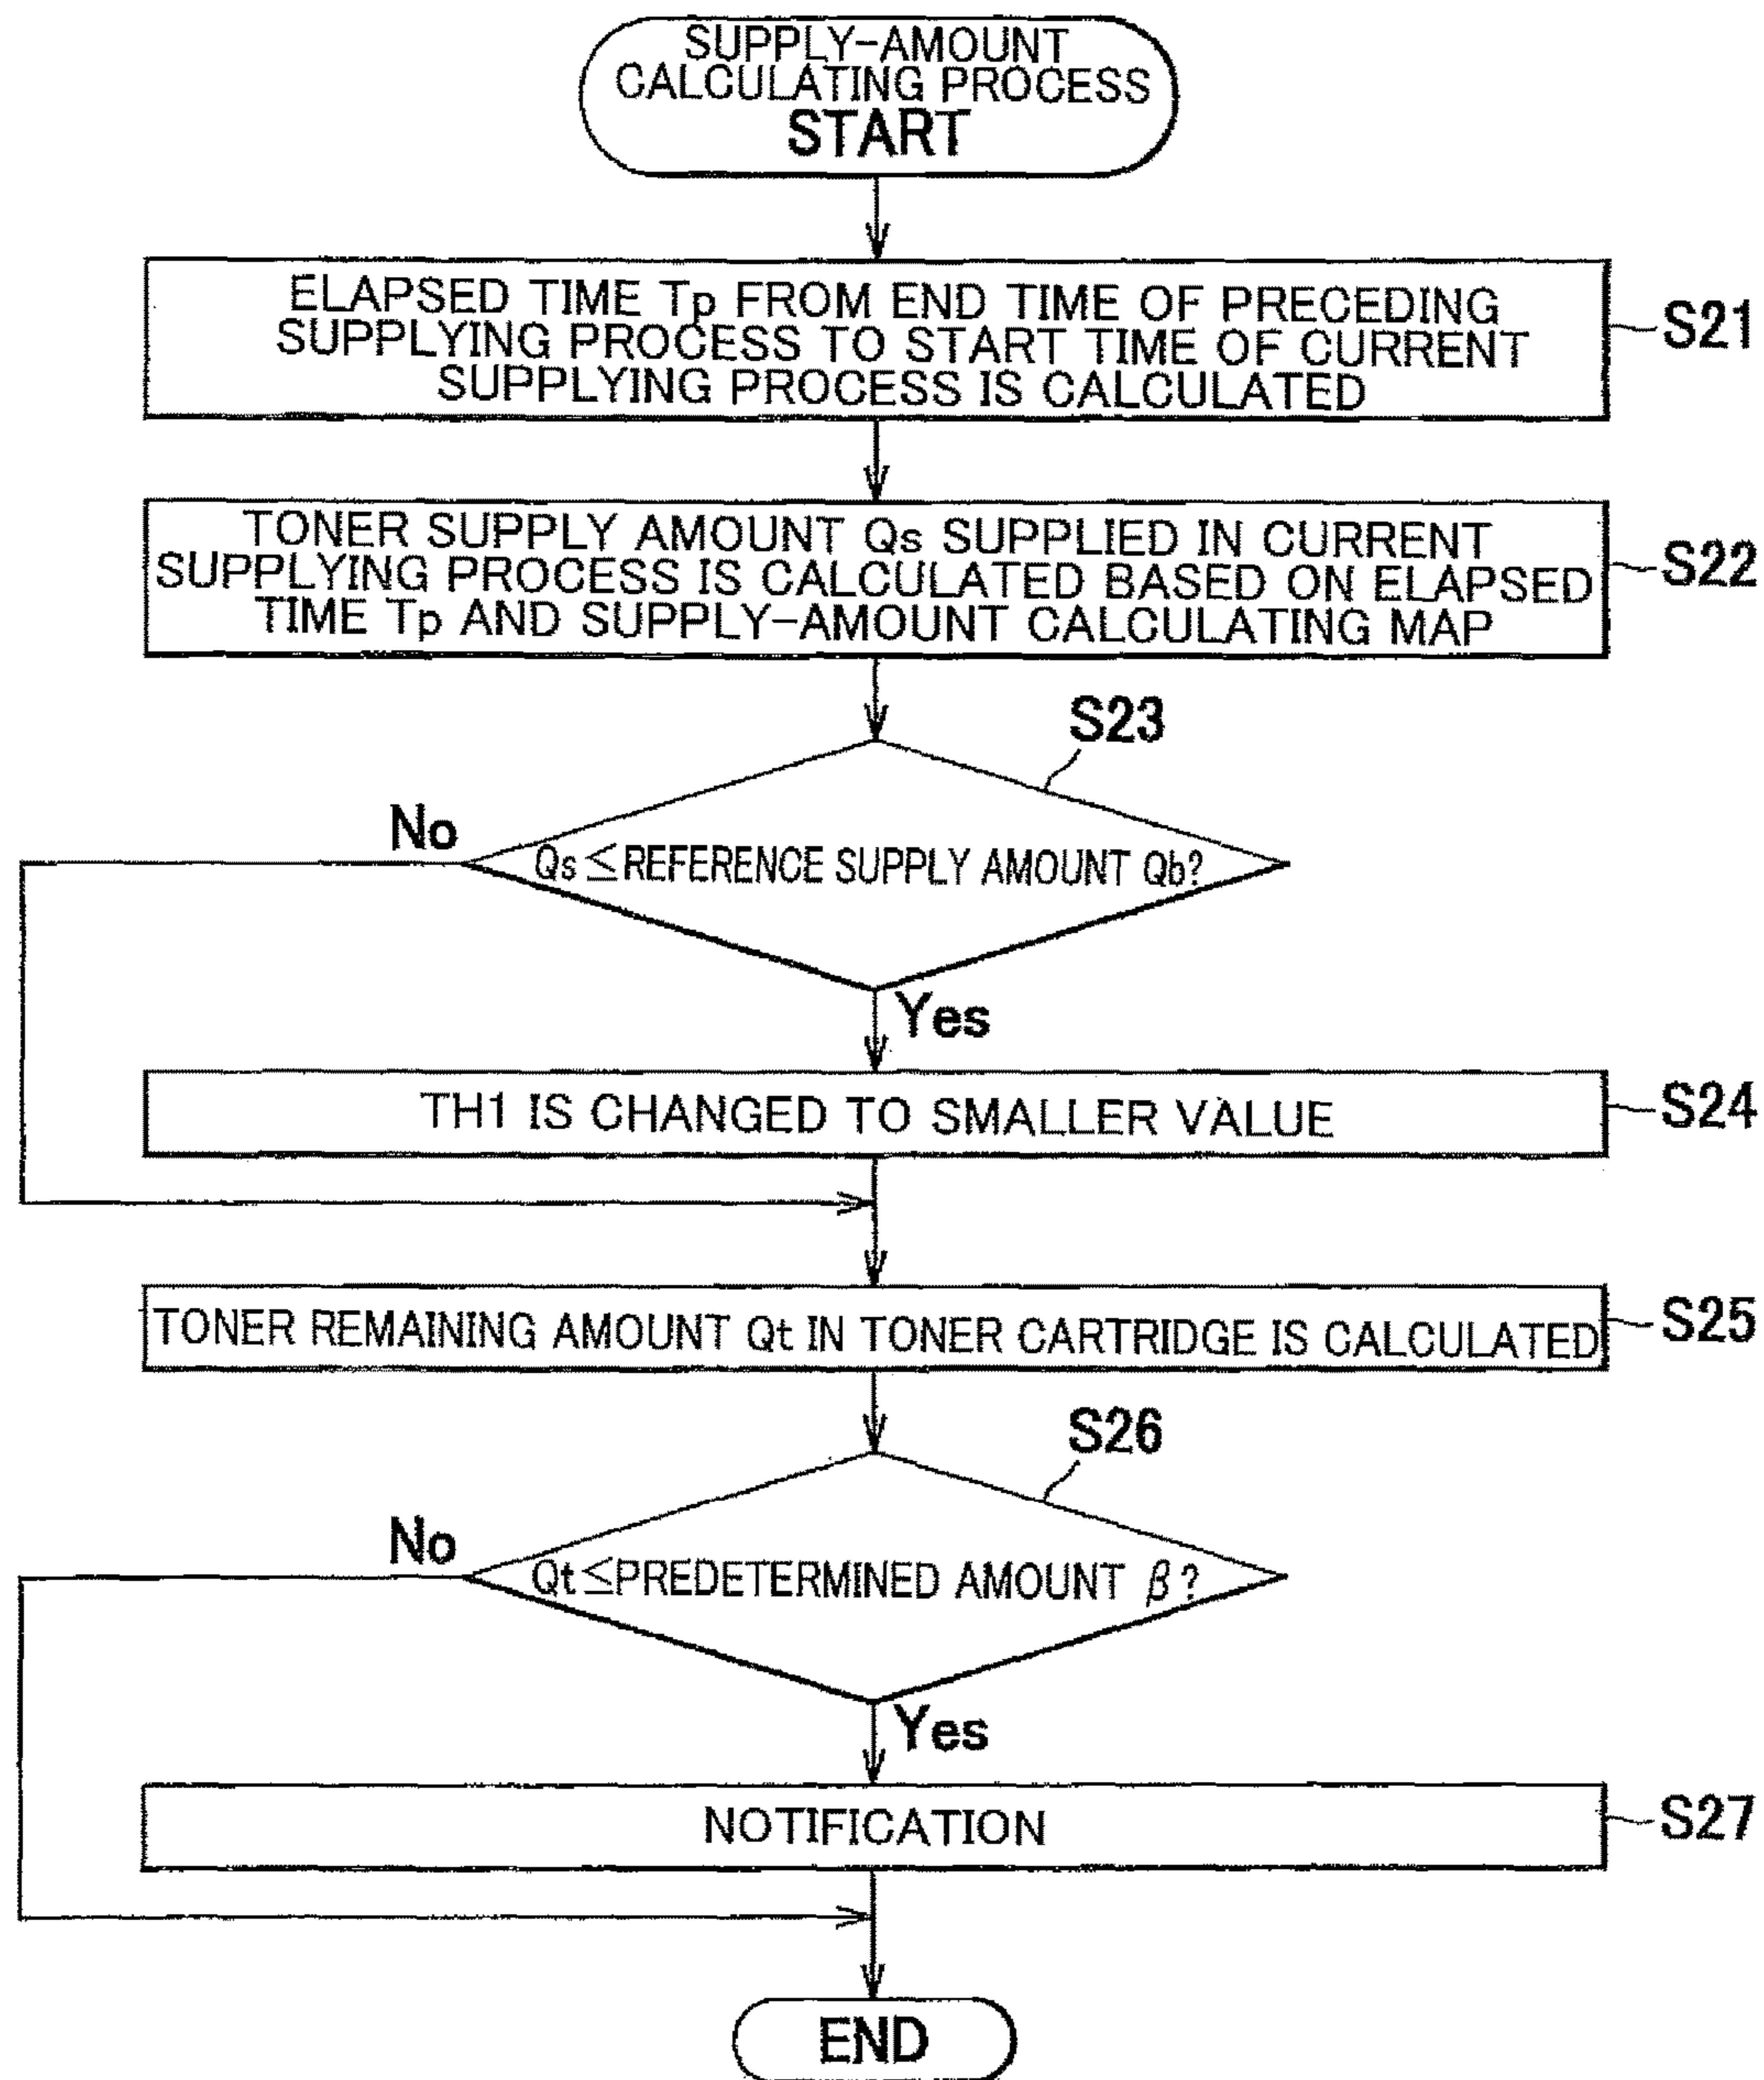 SUPPLY-AMOUNT
CALCULATING PROCESS
START
ELAPSED TIME Tp FROM END TIME OF PRECEDING
SUPPLYING PROCESS TO START TIME OF CURRENT
SUPPLYING PROCESS IS CALCULATED
S21
TONER SUPPLY AMOUNT Qs SUPPLIED IN CURRENT
SUPPLYING PROCESS IS CALCULATED BASED ON ELAPSED
TIME Tp AND SUPPLY-AMOUNT CALCULATING MAP
S22
S23
No
Qs ≦REFERENCE SUPPLY AMOUNT Qb?
Yes
TH1 IS CHANGED TO SMALLER VALUE
S24
TONER REMAINING AMOUNT Qt IN TONER CARTRIDGE IS CALCULATED
S25
S26
No
Qt ≦PREDETERMINED AMOUNT β?
Yes
NOTIFICATION
S27
END